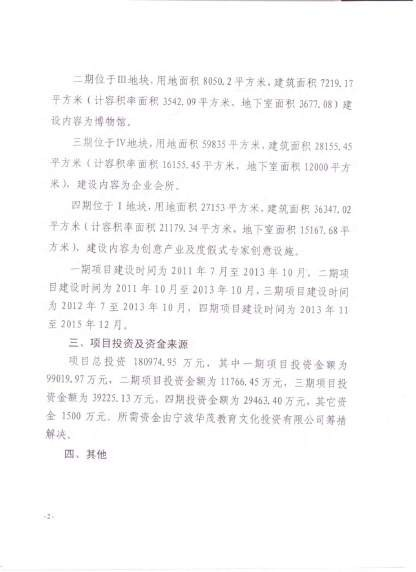 二期位于Ⅲ地块,用地面积 8050.2 平方米,建筑面积 7219.17
平方米(计容积率面积 3542.09 平方米、地下室面积 3677.08)建
设内容为博物馆。
三期位于Ⅳ地块,用地面积 59835 平方米,建筑面积 28155.45
平方米(计容积率面积 16155.45 平方米、地下室面积 12000 平方
米)、建设内容为企业会所。
四期位于Ⅰ地块,用地面积 27153 平方米、建筑面积 36347.02
平方米(计容积率面积 21179.34 平方米、地下室面积 15167.68 平
方米)、建设内容为创意产业及度假式专家创意设施。
一期项目建设时间为 2011 年 7 月至 2013 年 10 月,二期项
目建设时间为 2011 年 10 月至 2013 年 10 月,三期项目建设时间
为 2012 年 7 至 2013 年 10 月,四期项目建设时间为 2013 年 11
至 2015 年 12 月。
三、项目投资及资金来源
项目总投资 180974.95 万元,其中一期项目投资金额为
99019.97 万元,二期项目投资金额为 11766.45 万元,三期项目投
资金额为 39225.13 万元,四期投资金额为 29463.40 万元,其它资
金 1500 万元。所需资金由宁波华茂教育文化投资有限公司筹措
解决。
四、其他
-2-